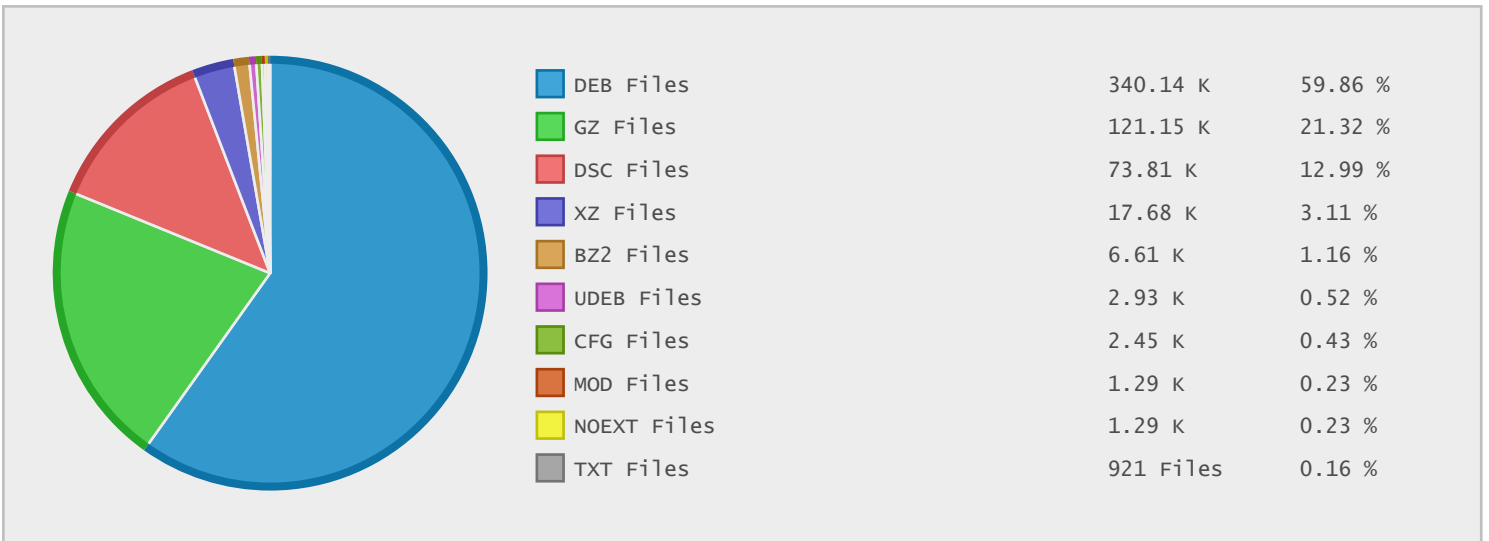 DEB Files 340.14 K 59.86 %
GZ Files 121.15 K 21.32 %
DSC Files 73.81 K 12.99 %
XZ Files 17.68 K 3.11 %
BZ2 Files 6.61 K 1.16 %
UDEB Files 2.93 K 0.52 %
CFG Files 2.45 K 0.43 %
MOD Files 1.29 K 0.23 %
NOEXT Files 1.29 K 0.23 %
TXT Files 921 Files 0.16 %